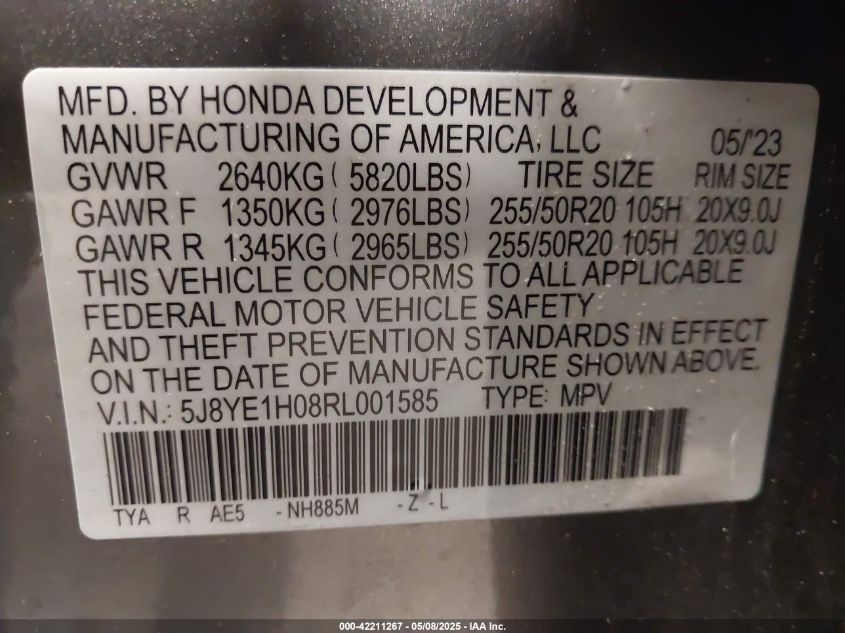 MFD. BY HONDA DEVELOPMENT &
MANUFACTURING OF AMERICA, LLC 05/'23
GVWR 2640KG ( 5820LBS) TIRE SIZE RIM SIZE
GAWR F 1350KG ( 2976LBS) 255/50R20 105H 20X9.0J
GAWR R 1345KG ( 2965LBS) 255/50R20 105H 20X9.0J
THIS VEHICLE CONFORMS TO ALL APPLICABLE
FEDERAL MOTOR VEHICLE SAFETY
AND THEFT PREVENTION STANDARDS IN EFFECT
ON THE DATE OF MANUFACTURE SHOWN ABOVE.
V.I.N.: 5J8YE1H08RL001585 TYPE: MPV
TYA R AE5 -NH885M -Z -L
000-42211267 - 05/08/2025 - IAA Inc.